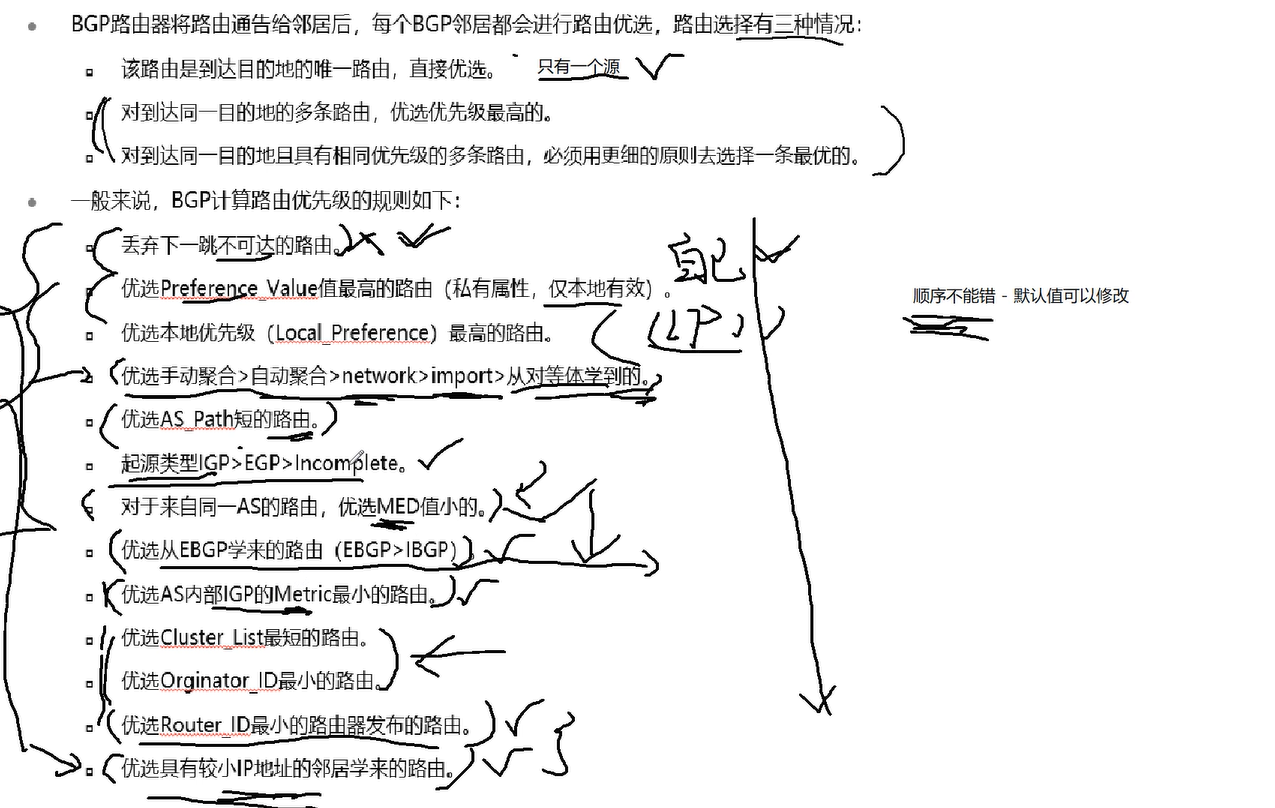 BGP路由器将路由通告给邻居后，每个BGP邻居都会进行路由优选，路由选择有三种情况：
该路由是到达目的地的唯一路由，直接优选。 只有一个源
对到达同一目的地的多条路由，优选优先级最高的。
对到达同一目的地且具有相同优先级的多条路由，必须用更细的原则去选择一条最优的。
一般来说，BGP计算路由优先级的规则如下：
丢弃下一跳不可达的路由。
自己
优选Preference_Value值最高的路由（私有属性，仅本地有效）。
顺序不能错 - 默认值可以修改
优选本地优先级（Local_Preference）最高的路由。
(LP)
优选手动聚合>自动聚合>network>import>从对等体学到的。
优选AS_Path短的路由。
起源类型IGP>EGP>Incomplete。
对于来自同一AS的路由，优选MED值小的。
优选从EBGP学来的路由（EBGP>IBGP）
优选AS内部IGP的Metric最小的路由。
优选Cluster_List最短的路由。
优选Orginator_ID最小的路由。
优选Router_ID最小的路由器发布的路由。
优选具有较小IP地址的邻居学来的路由。